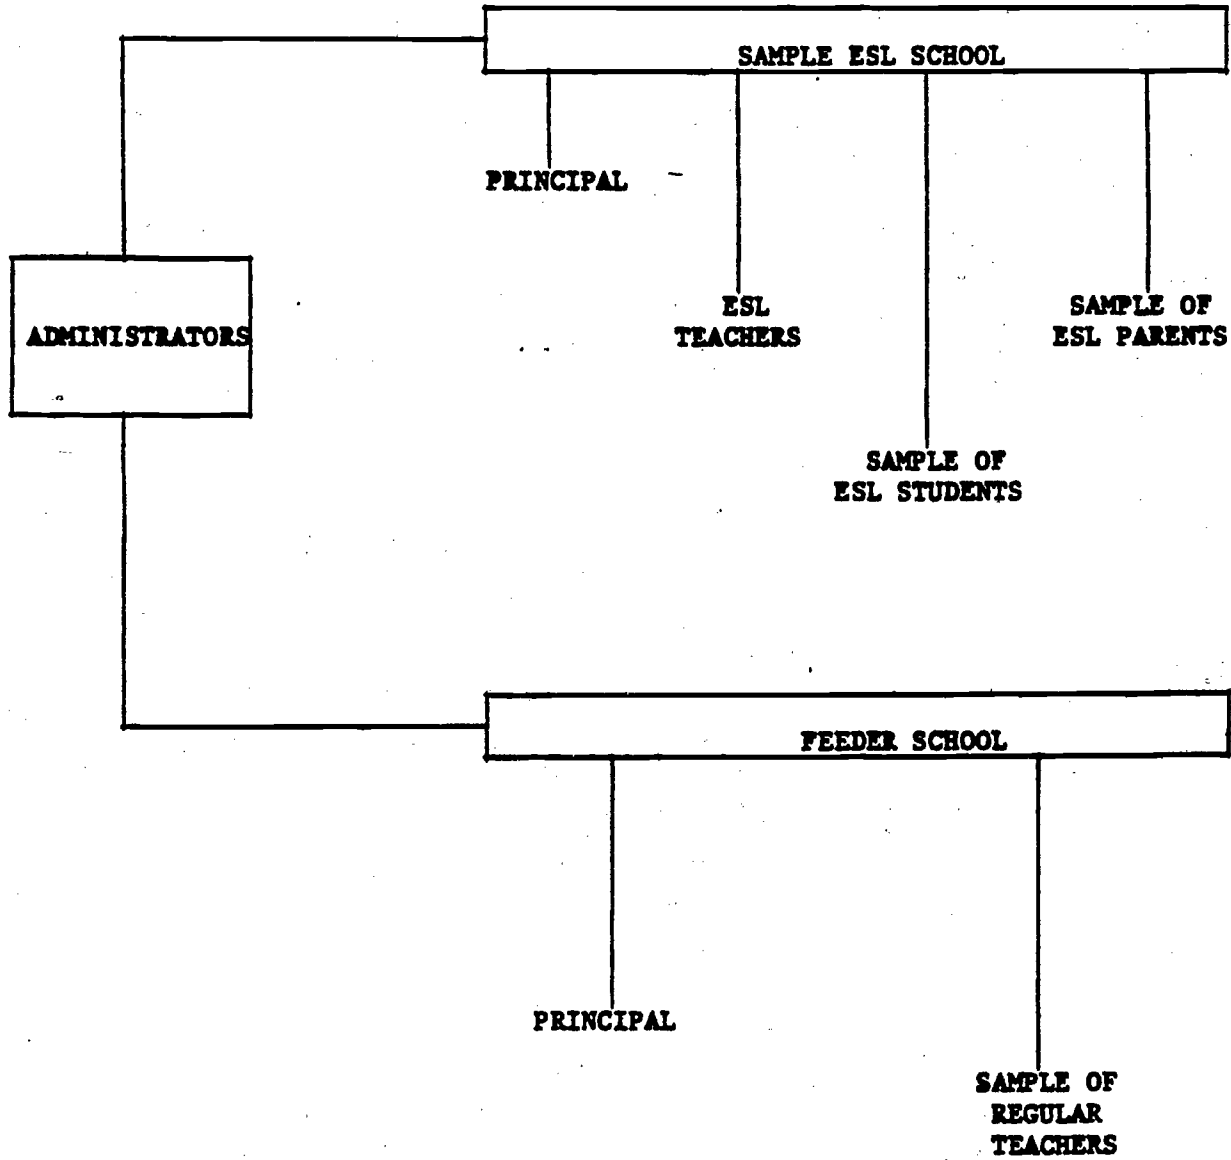 SAMPLE ESL SCHOOL
PRINCIPAL
ADMINISTRATORS
ESL
TEACHERS
SAMPLE OF
ESL PARENTS
SAMPLE OF
ESL STUDENTS
FEEDER SCHOOL
PRINCIPAL
SAMPLE OF
REGULAR
TEACHERS